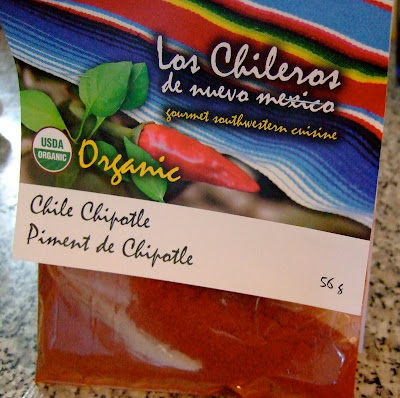 Los Chileros
de nuevo mexico
gourmet southwestern cuisine
USDA
ORGANIC
Organic
Chile Chipotle
Piment de Chipotle
56 g